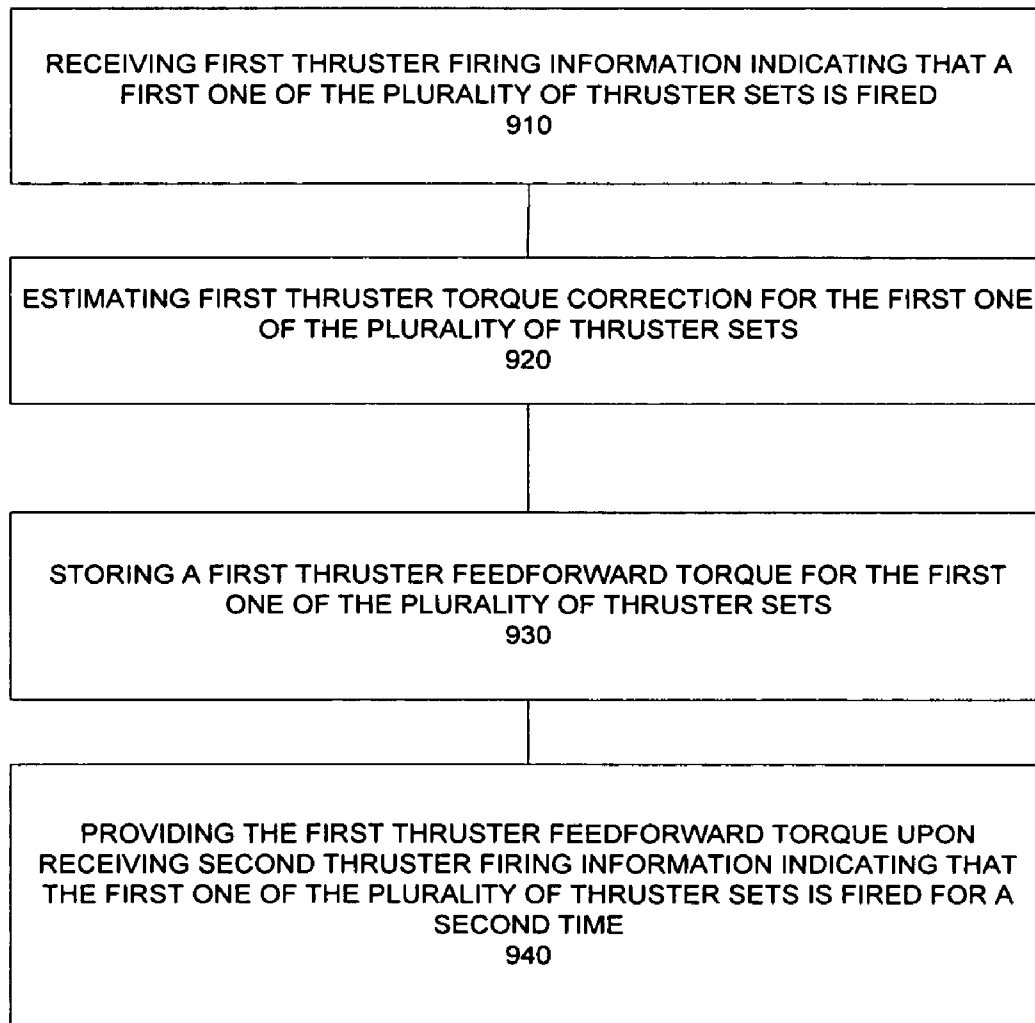 RECEIVING FIRST THRUSTER FIRING INFORMATION INDICATING THAT A
FIRST ONE OF THE PLURALITY OF THRUSTER SETS IS FIRED
910
ESTIMATING FIRST THRUSTER TORQUE CORRECTION FOR THE FIRST ONE
OF THE PLURALITY OF THRUSTER SETS
920
STORING A FIRST THRUSTER FEEDFORWARD TORQUE FOR THE FIRST
ONE OF THE PLURALITY OF THRUSTER SETS
930
PROVIDING THE FIRST THRUSTER FEEDFORWARD TORQUE UPON
RECEIVING SECOND THRUSTER FIRING INFORMATION INDICATING THAT
THE FIRST ONE OF THE PLURALITY OF THRUSTER SETS IS FIRED FOR A
SECOND TIME
940